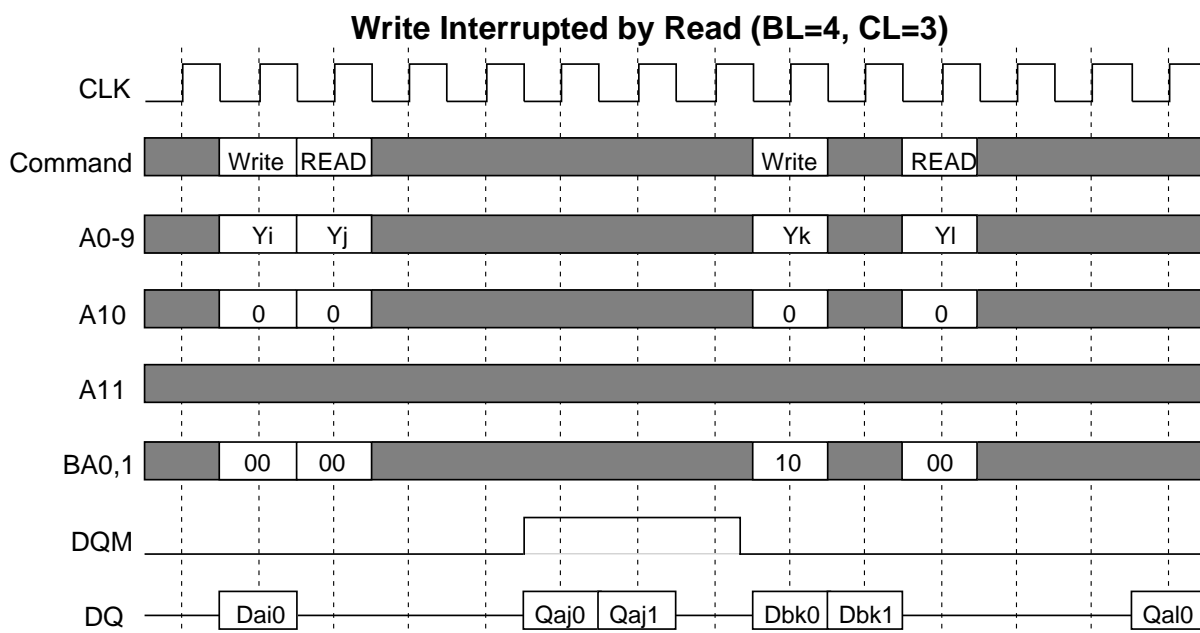 Write Interrupted by Read (BL=4, CL=3)
CLK
Command Write READ Write READ
A0-9 Yi Yj Yk Yl
A10 0 0 0 0
A11
BA0,1 00 00 10 00
DQM
DQ Dai0 Qaj0 Qaj1 Dbk0 Dbk1 Qal0